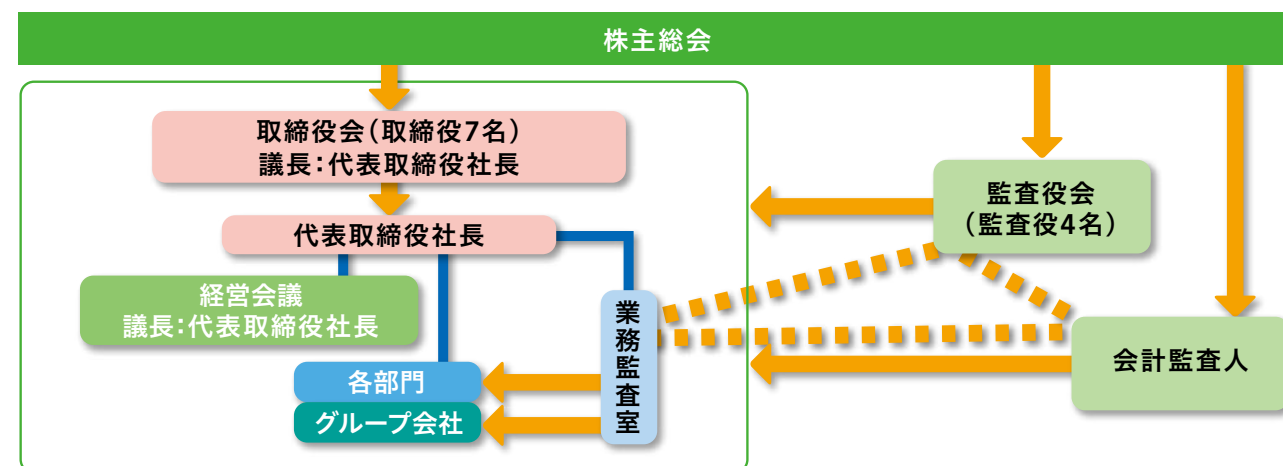 株主総会
取締役会(取締役7名)
議長:代表取締役社長
代表取締役社長
経営会議
議長:代表取締役社長
各部門
グループ会社
業務監査室
監査役会
(監査役4名)
会計監査人